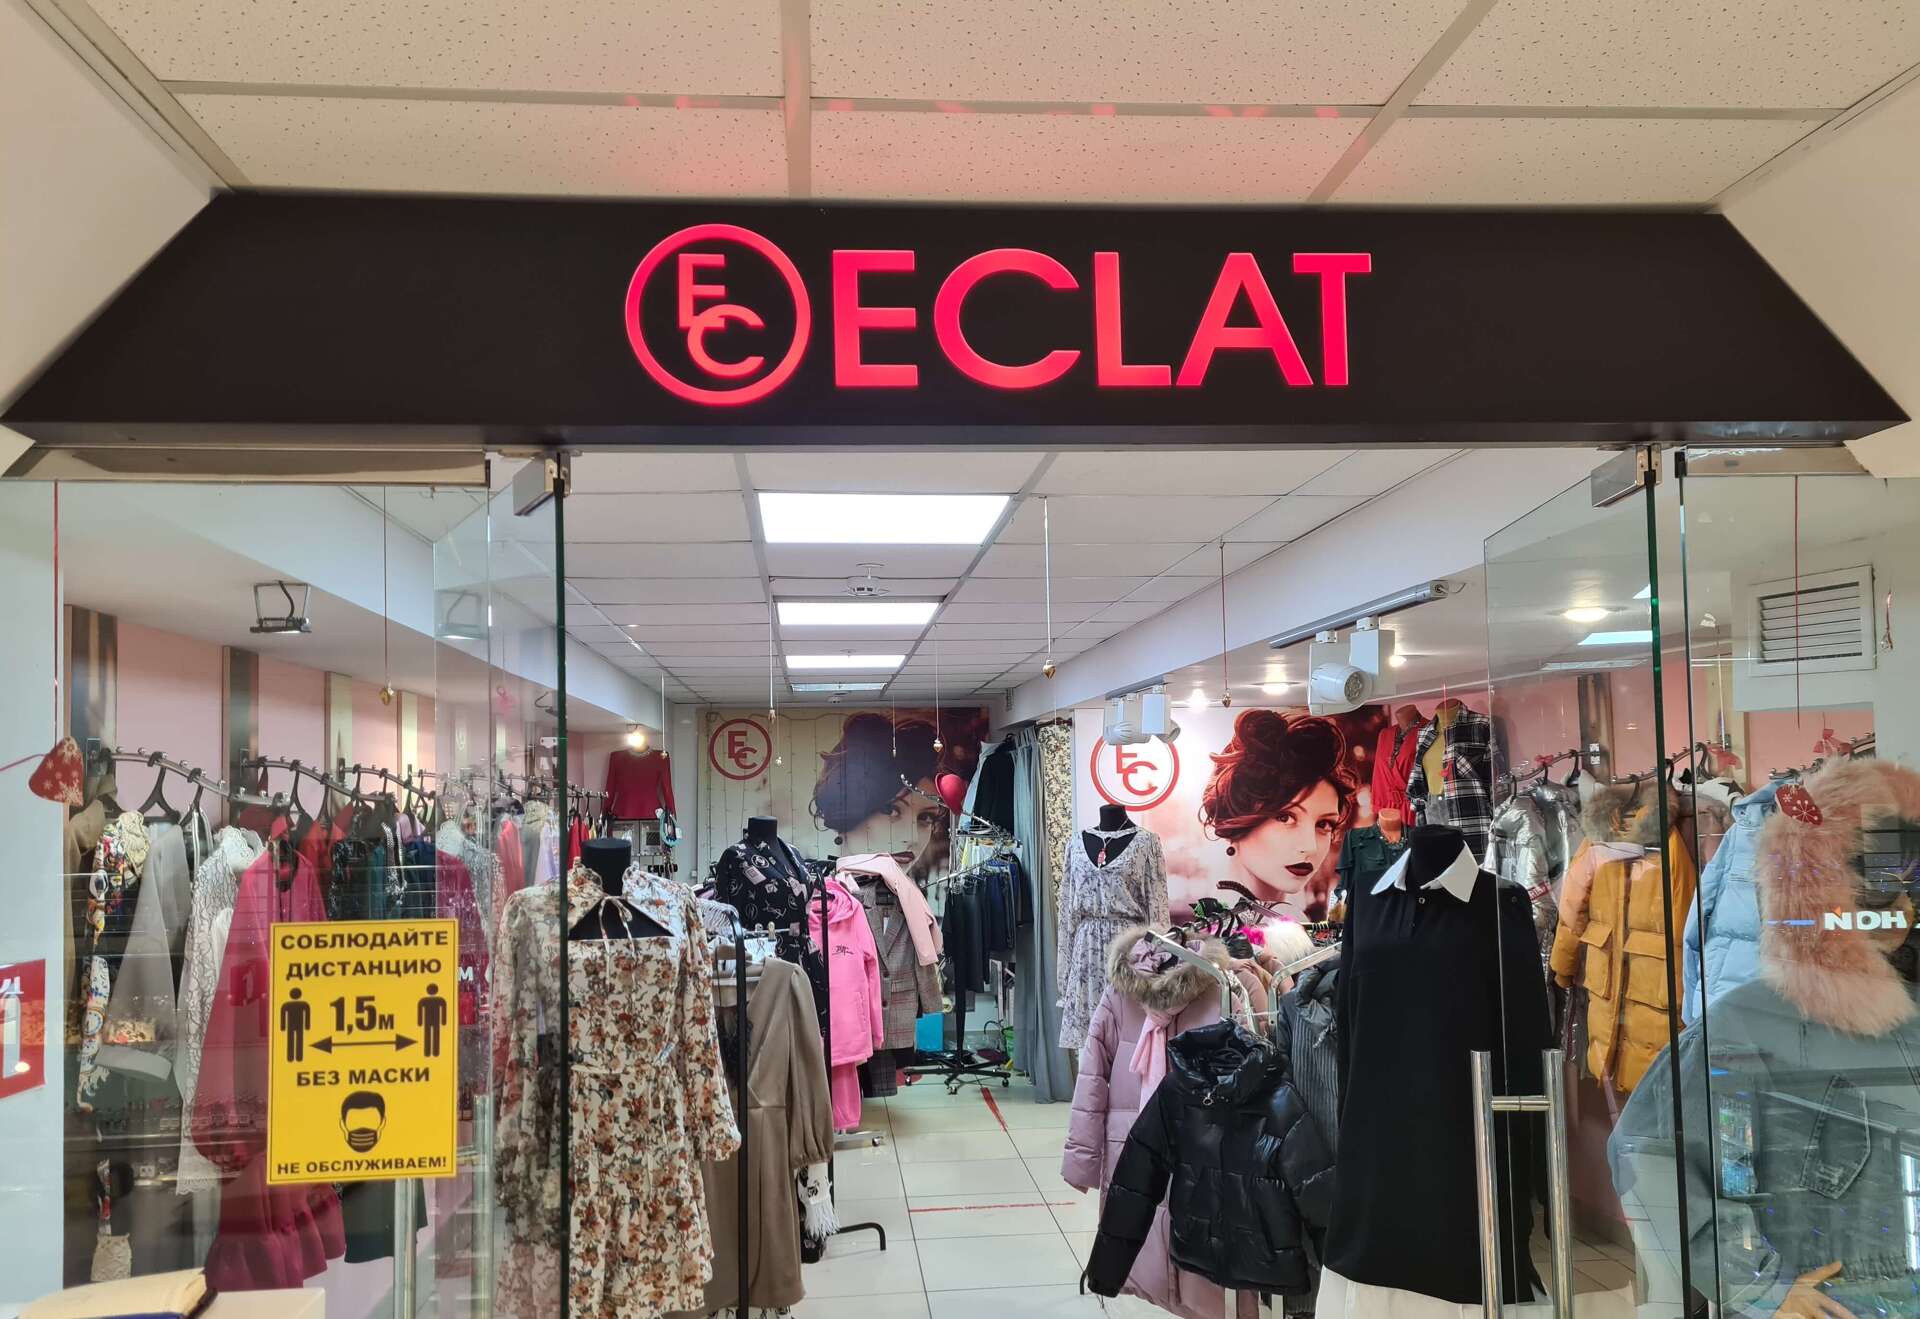 EC ECLAT
EC
EC
СОБЛЮДАЙТЕ
ДИСТАНЦИЮ
1,5м
БЕЗ МАСКИ
НЕ ОБСЛУЖИВАЕМ!